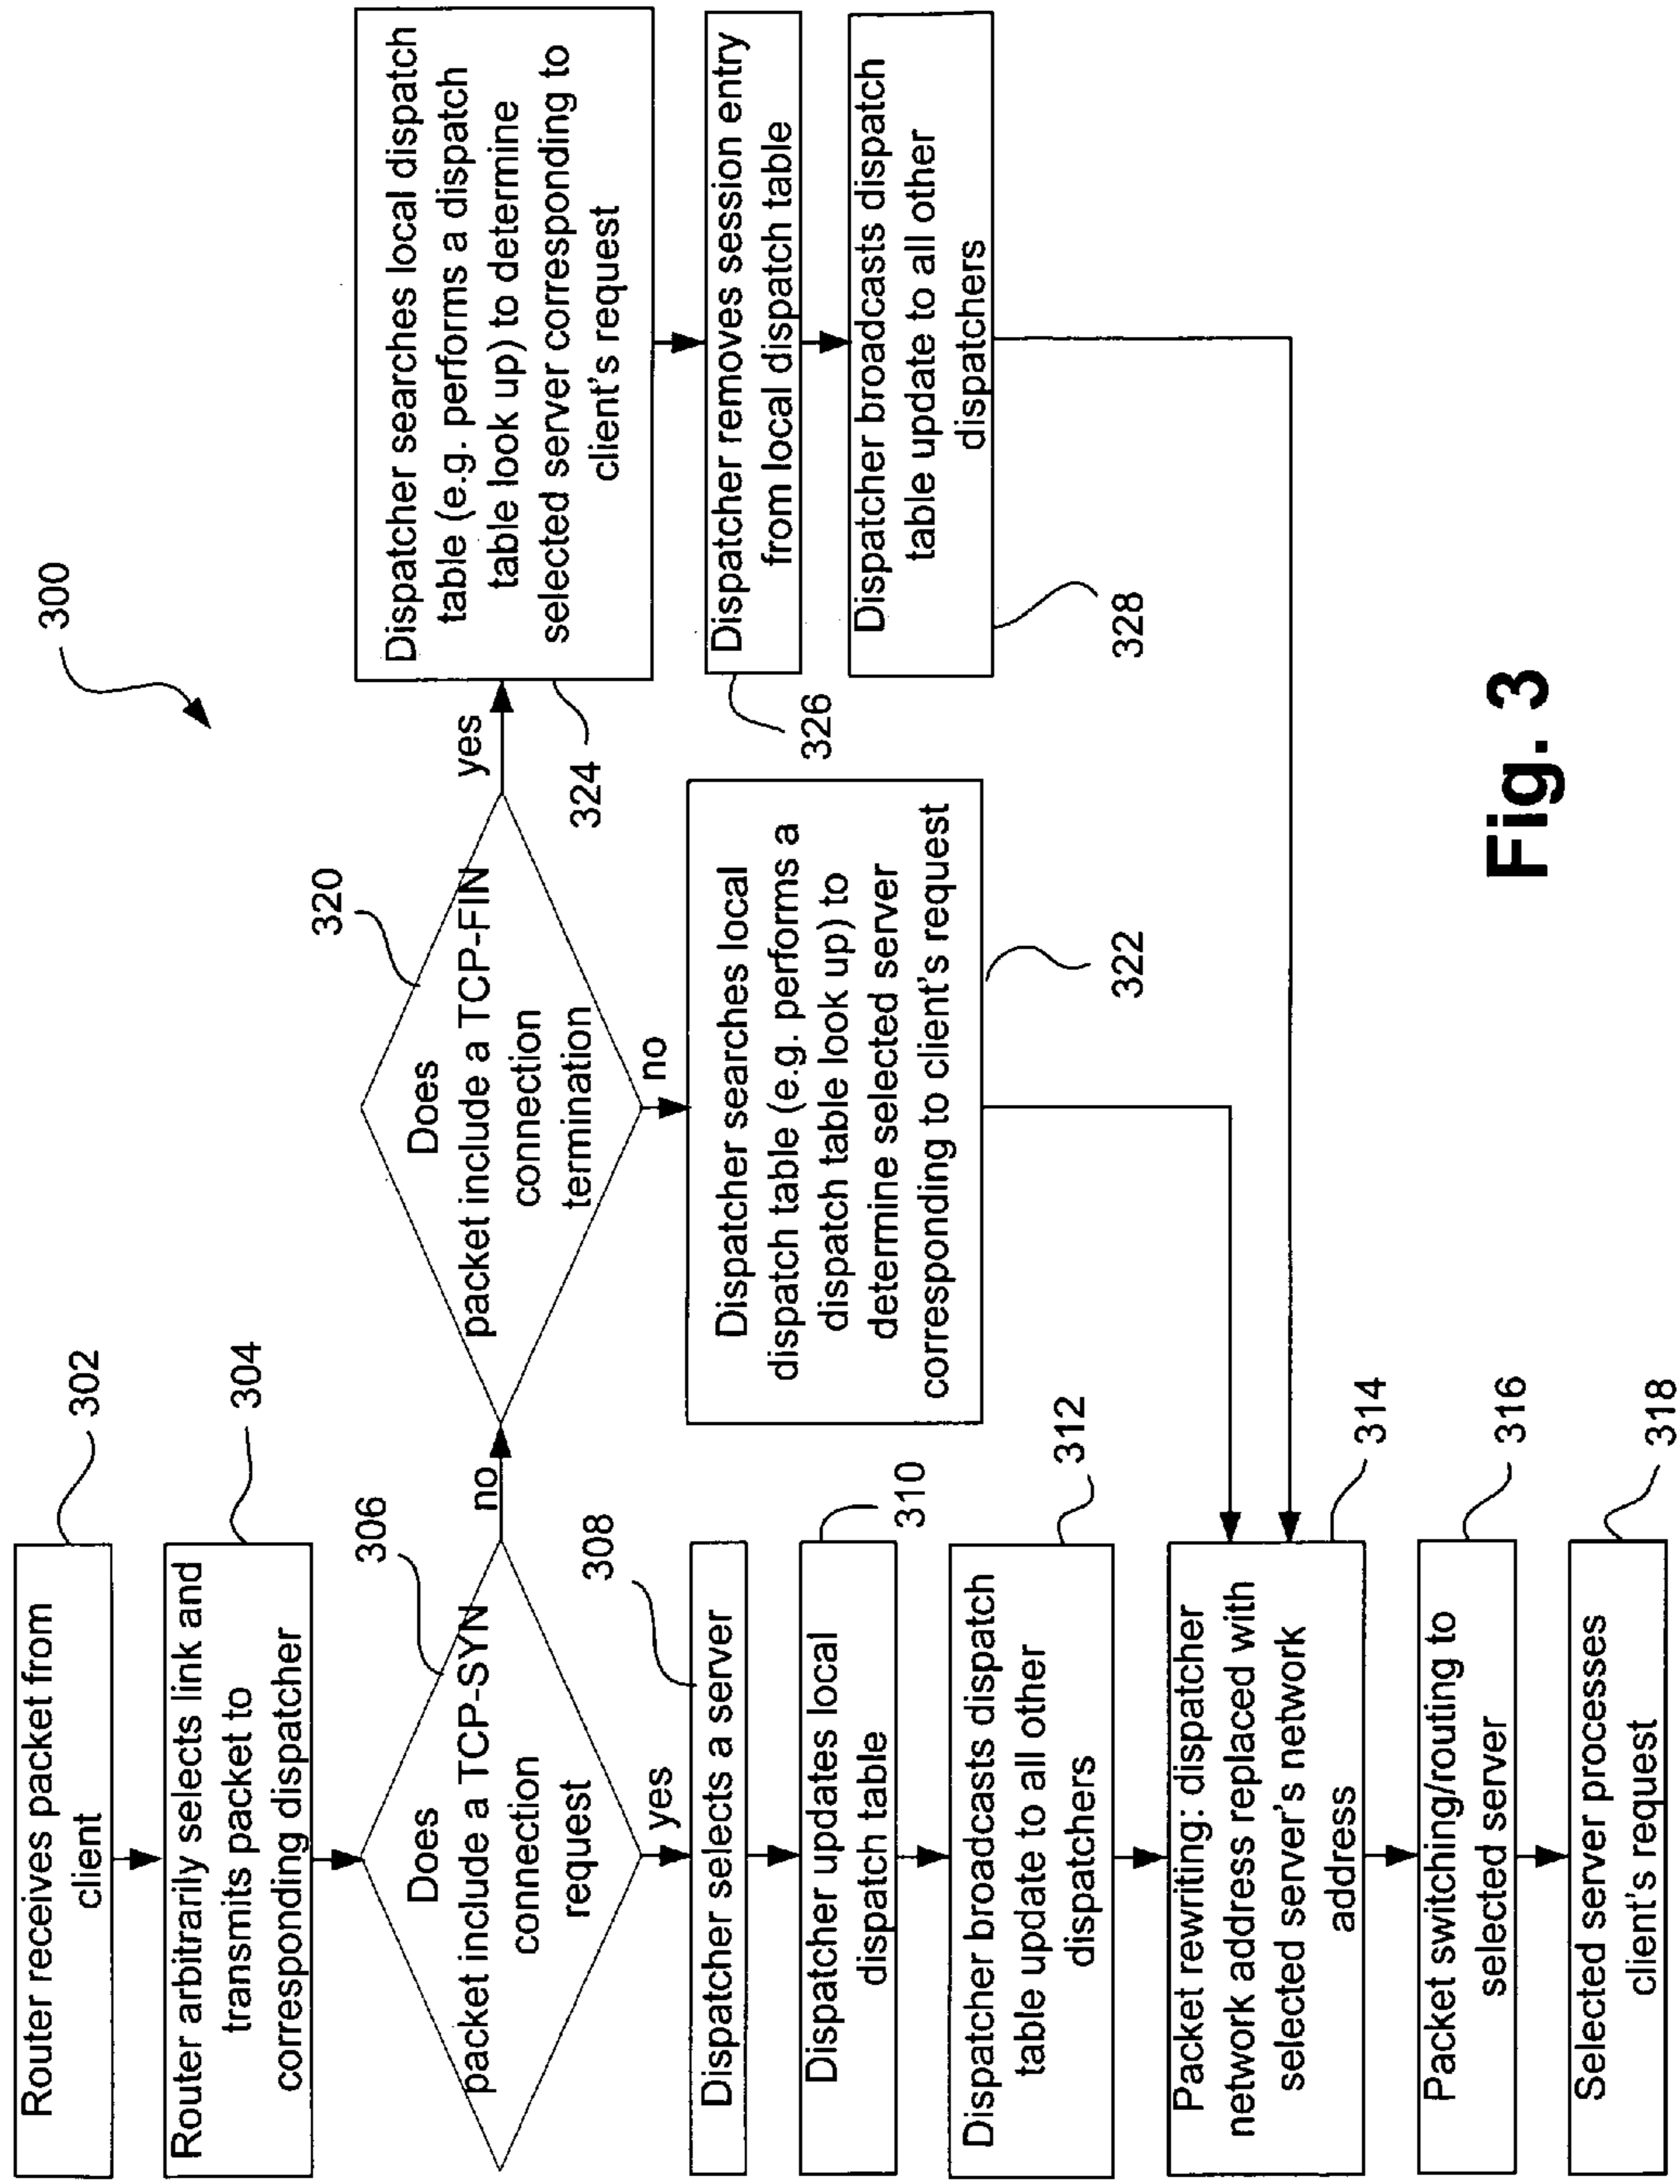 300
Router receives packet from
client
302
Router arbitrarily selects link and
transmits packet to
corresponding dispatcher
304
Does
packet include a TCP-SYN
connection
request
306
no
yes
Dispatcher selects a server
308
Dispatcher updates local
dispatch table
310
Dispatcher broadcasts dispatch
table update to all other
dispatchers
312
Packet rewriting: dispatcher
network address replaced with
selected server's network
address
314
Packet switching/routing to
selected server
316
Selected server processes
client's request
318
Does
packet include a TCP-FIN
connection
termination
320
no
yes
Dispatcher searches local
dispatch table (e.g. performs a
dispatch table look up) to
determine selected server
corresponding to client's request
322
Dispatcher searches local dispatch
table (e.g. performs a dispatch
table look up) to determine
selected server corresponding to
client's request
324
Dispatcher removes session entry
from local dispatch table
326
Dispatcher broadcasts dispatch
table update to all other
dispatchers
328
Fig. 3